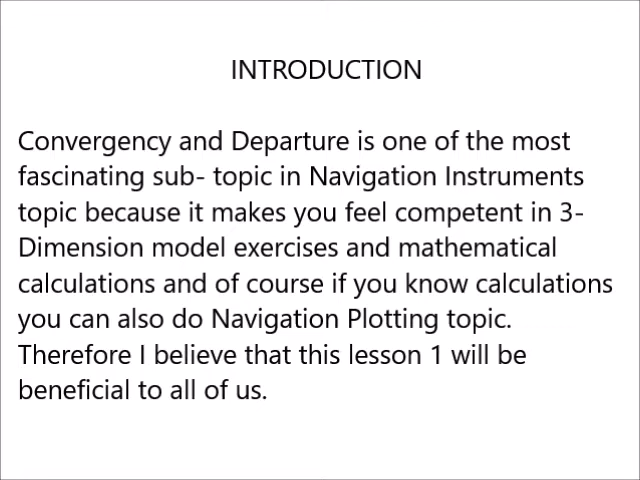 INTRODUCTION
Convergency and Departure is one of the most
fascinating sub- topic in Navigation Instruments
topic because it makes you feel competent in 3-
Dimension model exercises and mathematical
calculations and of course if you know calculations
you can also do Navigation Plotting topic.
Therefore I believe that this lesson 1 will be
beneficial to all of us.